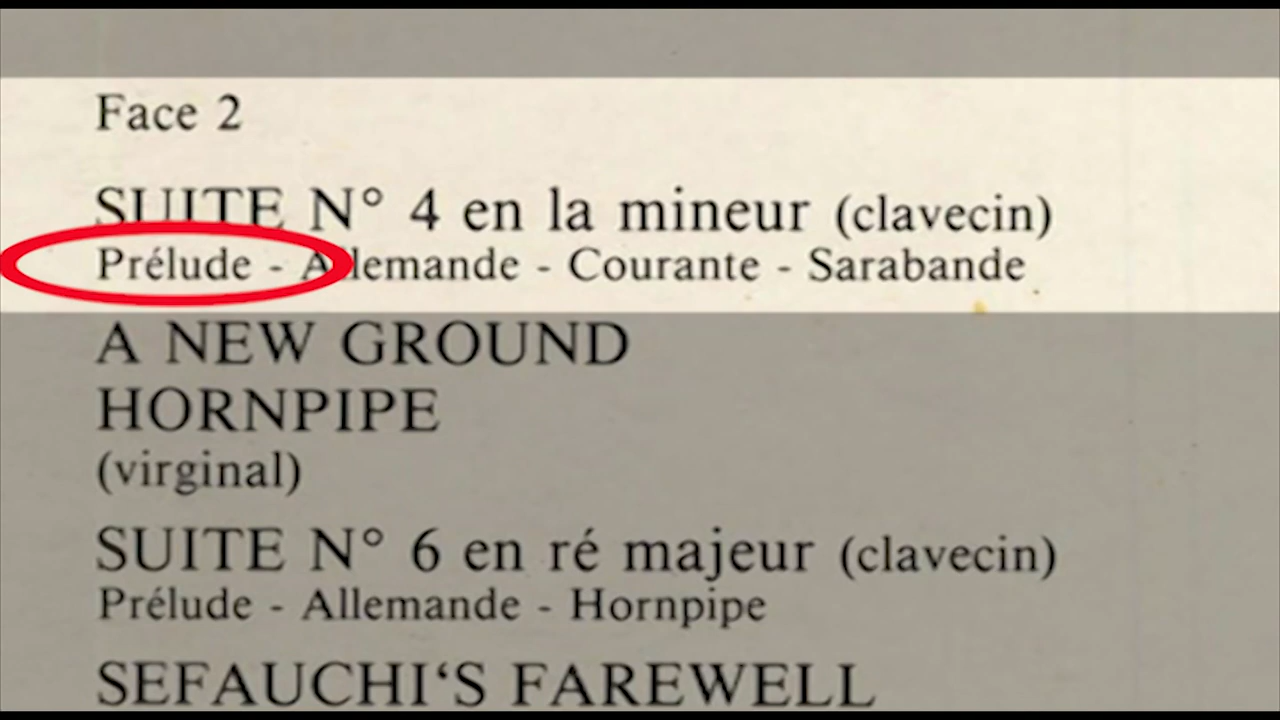 Face 2
SUITE N° 4 en la mineur (clavecin)
Prélude - Allemande - Courante - Sarabande
A NEW GROUND
HORNPIPE
(virginal)
SUITE N° 6 en ré majeur (clavecin)
Prélude - Allemande - Hornpipe
SEFAUCHI‘S FAREWELL